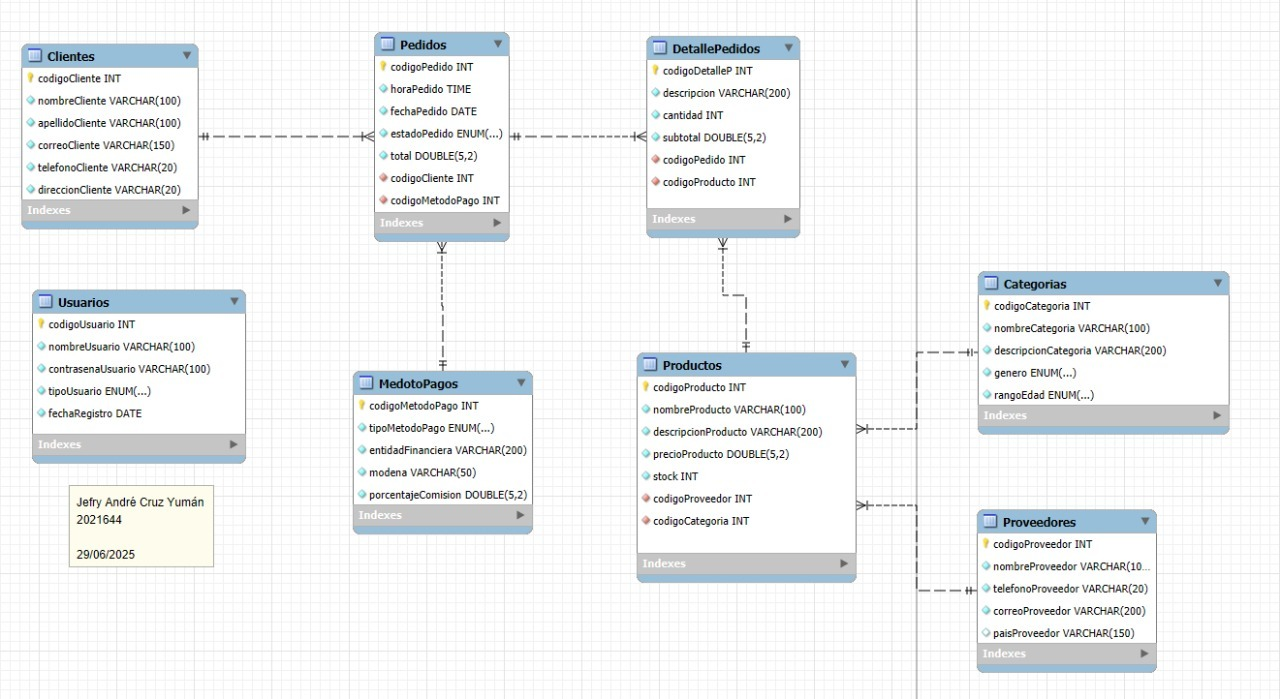 Clientes
codigoCliente INT
nombreCliente VARCHAR(100)
apellidoCliente VARCHAR(100)
correoCliente VARCHAR(150)
telefonoCliente VARCHAR(20)
direccionCliente VARCHAR(20)
Indexes
Pedidos
codigoPedido INT
horaPedido TIME
fechaPedido DATE
estadoPedido ENUM(...)
total DOUBLE(5,2)
codigoCliente INT
codigoMetodoPago INT
Indexes
DetallePedidos
codigoDetalleP INT
descripcion VARCHAR(200)
cantidad INT
subtotal DOUBLE(5,2)
codigoPedido INT
codigoProducto INT
Indexes
Usuarios
codigoUsuario INT
nombreUsuario VARCHAR(100)
contrasenaUsuario VARCHAR(100)
tipoUsuario ENUM(...)
fechaRegistro DATE
Indexes
MedotoPagos
codigoMetodoPago INT
tipoMetodoPago ENUM(...)
entidadFinanciera VARCHAR(200)
modena VARCHAR(50)
porcentajeComision DOUBLE(5,2)
Indexes
Productos
codigoProducto INT
nombreProducto VARCHAR(100)
descripcionProducto VARCHAR(200)
precioProducto DOUBLE(5,2)
stock INT
codigoProveedor INT
codigoCategoria INT
Indexes
Categorias
codigoCategoria INT
nombreCategoria VARCHAR(100)
descripcionCategoria VARCHAR(200)
genero ENUM(...)
rangoEdad ENUM(...)
Indexes
Proveedores
codigoProveedor INT
nombreProveedor VARCHAR(10...
telefonoProveedor VARCHAR(20)
correoProveedor VARCHAR(200)
paisProveedor VARCHAR(150)
Indexes
Jefry André Cruz Yumán
2021644
29/06/2025